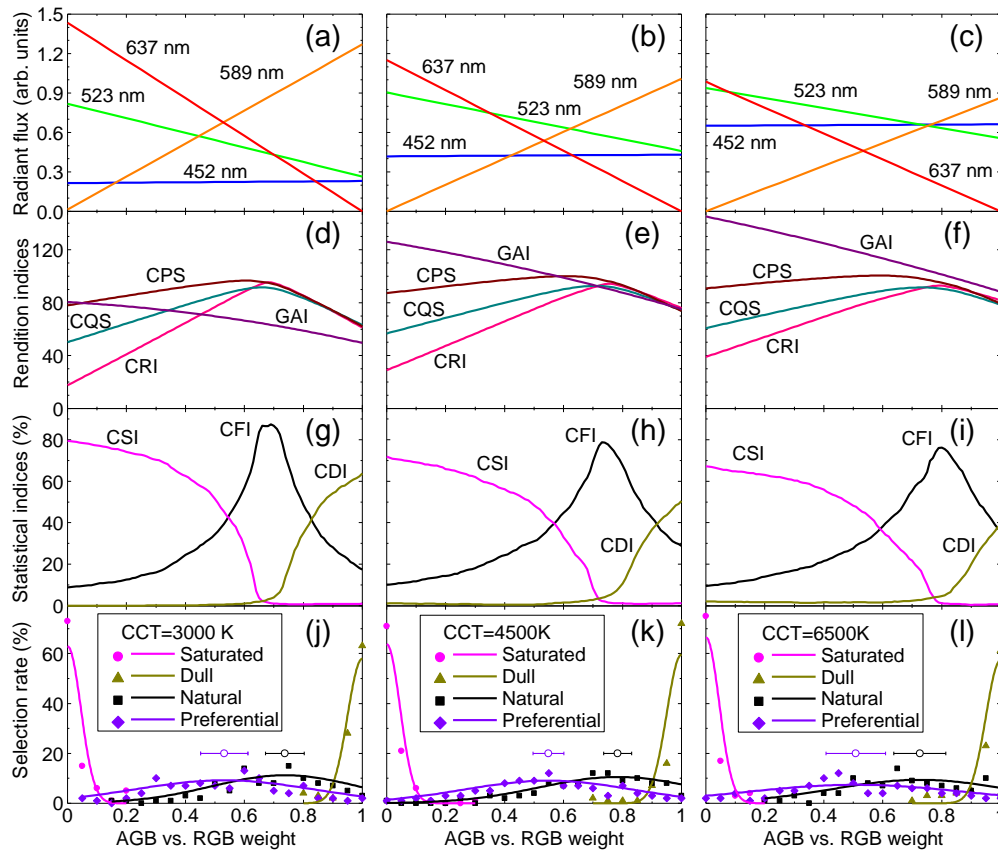 Radiant flux (arb. units)
1.5
1.2
0.9
0.6
0.3
0.0
(a)
637 nm
589 nm
523 nm
452 nm
(b)
637 nm
589 nm
523 nm
452 nm
(c)
523 nm
589 nm
452 nm
637 nm
Rendition indices
120
80
40
0
(d)
CPS
CQS
GAI
CRI
(e)
GAI
CPS
CQS
CRI
(f)
GAI
CPS
CQS
CRI
Statistical indices (%)
80
60
40
20
0
(g)
CSI
CFI
CDI
(h)
CSI
CFI
CDI
(i)
CSI
CFI
CDI
Selection rate (%)
80
60
40
20
0
(j)
CCT=3000 K
Saturated
Dull
Natural
Preferential
(k)
CCT=4500K
Saturated
Dull
Natural
Preferential
(l)
CCT=6500K
Saturated
Dull
Natural
Preferential
0 0.2 0.4 0.6 0.8 1
0 0.2 0.4 0.6 0.8 1
0 0.2 0.4 0.6 0.8 1
AGB vs. RGB weight
AGB vs. RGB weight
AGB vs. RGB weight